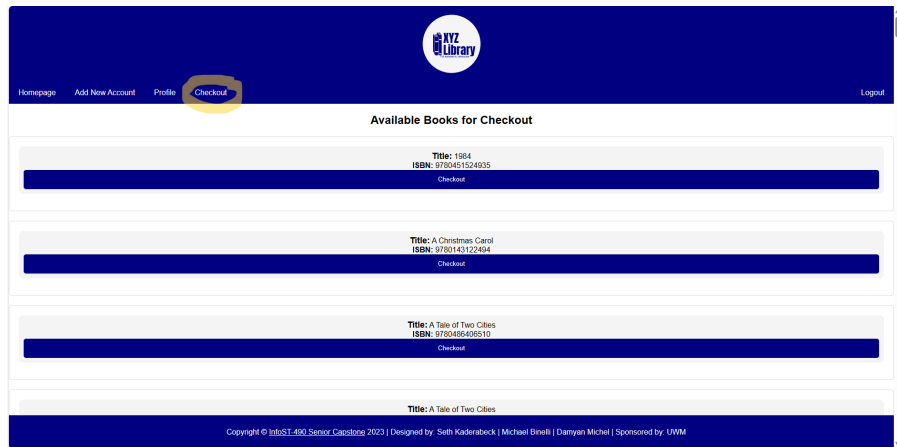 XYZ
Library
Homepage Add New Account Profile Checkout Logout
Available Books for Checkout
Title: 1984
ISBN: 9780451524935
Checkout
Title: A Christmas Carol
ISBN: 9780143122494
Checkout
Title: A Tale of Two Cities
ISBN: 9780486406510
Checkout
Title: A Tale of Two Cities
Copyright © InfoST-490 Senior Capstone 2023 | Designed by: Seth Kaderabeck | Michael Binelli | Damyan Michel | Sponsored by: UWM